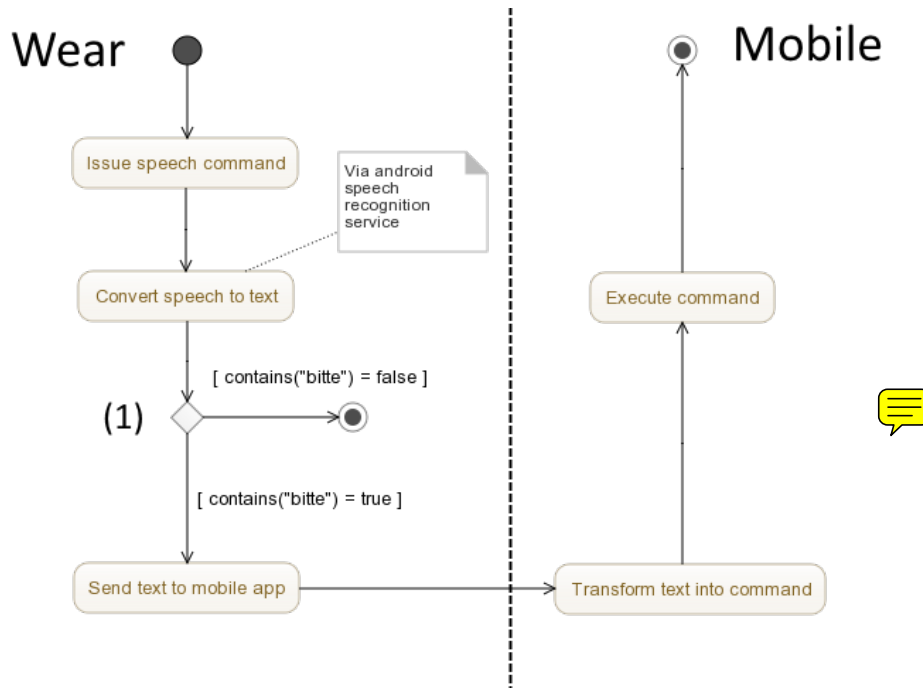 Wear
Mobile
Issue speech command
Via android
speech
recognition
service
Convert speech to text
Execute command
[ contains("bitte") = false ]
(1)
[ contains("bitte") = true ]
Send text to mobile app
Transform text into command